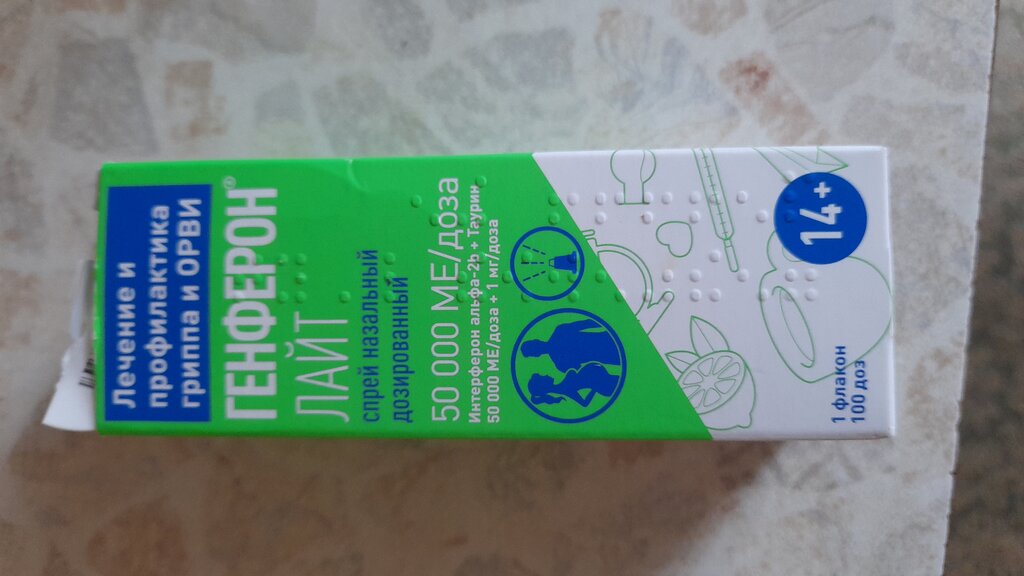 Лечение и
профилактика
гриппа и ОРВИ
ГЕНФЕРОН®
ЛАЙТ
спрей назальный
дозированный
50 000 МЕ/доза
Интерферон альфа-2b + Таурин
50 000 МЕ/доза + 1 мг/доза
14+
1 флакон
100 доз